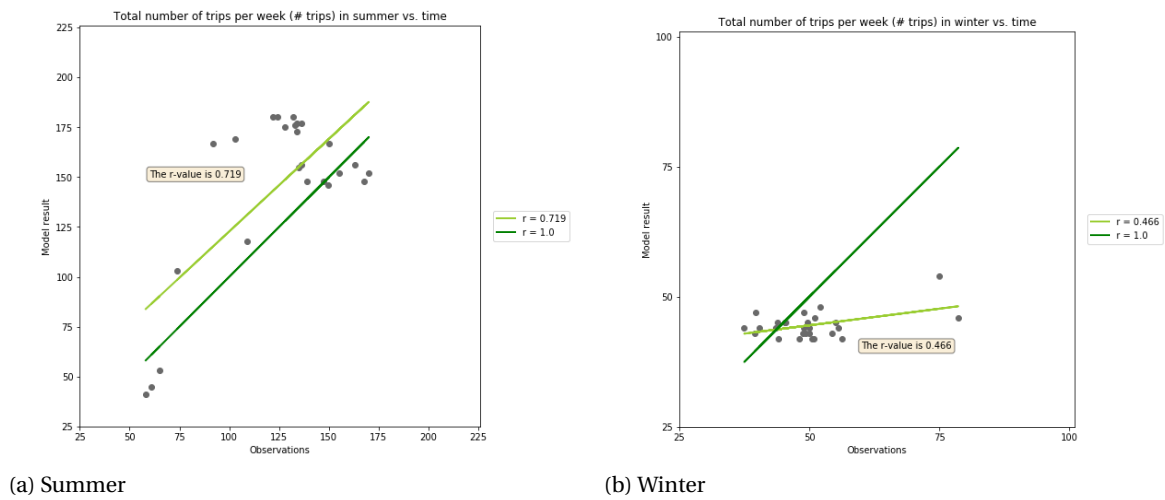 Total number of trips per week (# trips) in summer vs. time
225
200
175
150
125
100
75
50
25
25
50
75
100
125
150
175
200
225
Model result
Observations
The r-value is 0.719
r = 0.719
r = 1.0
(a) Summer
Total number of trips per week (# trips) in winter vs. time
100
75
50
25
25
50
75
100
Model result
Observations
The r-value is 0.466
r = 0.466
r = 1.0
(b) Winter